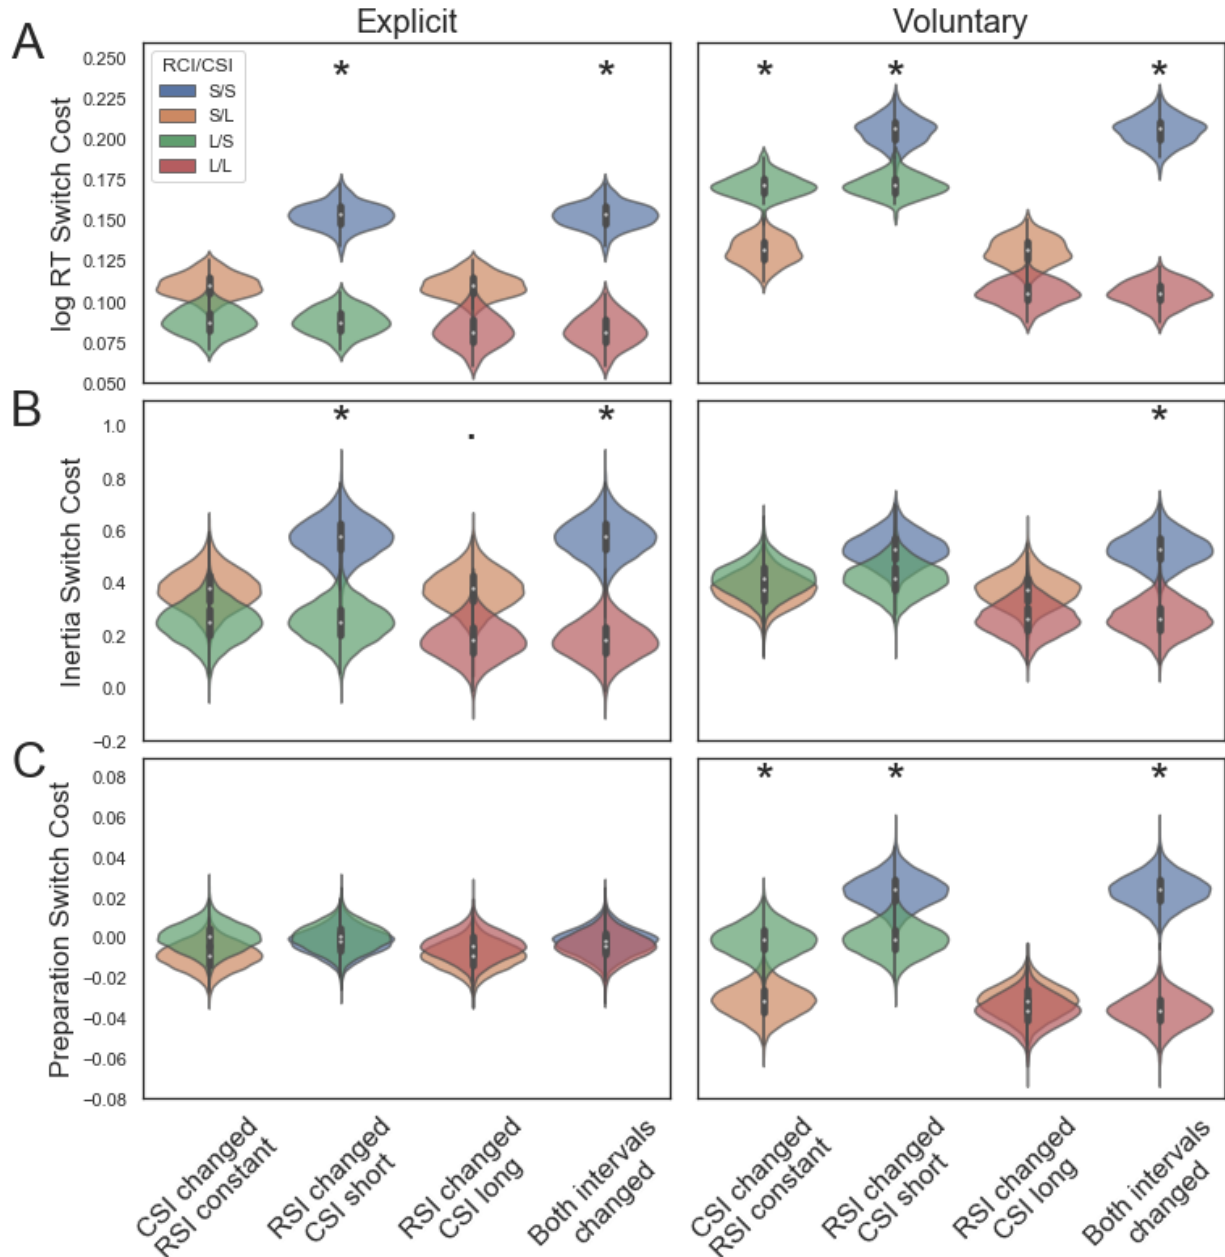 Explicit
Voluntary
A
log RT Switch Cost
0.250
0.225
0.200
0.175
0.150
0.125
0.100
0.075
0.050
RCI/CSI
S/S
S/L
L/S
L/L
*
*
*
*
*
B
Inertia Switch Cost
1.0
0.8
0.6
0.4
0.2
0.0
−0.2
*
.
*
*
C
Preparation Switch Cost
0.08
0.06
0.04
0.02
0.00
−0.02
−0.04
−0.06
−0.08
*
*
*
CSI changed
RSI constant
RSI changed
CSI short
RSI changed
CSI long
Both intervals
changed
CSI changed
RSI constant
RSI changed
CSI short
RSI changed
CSI long
Both intervals
changed